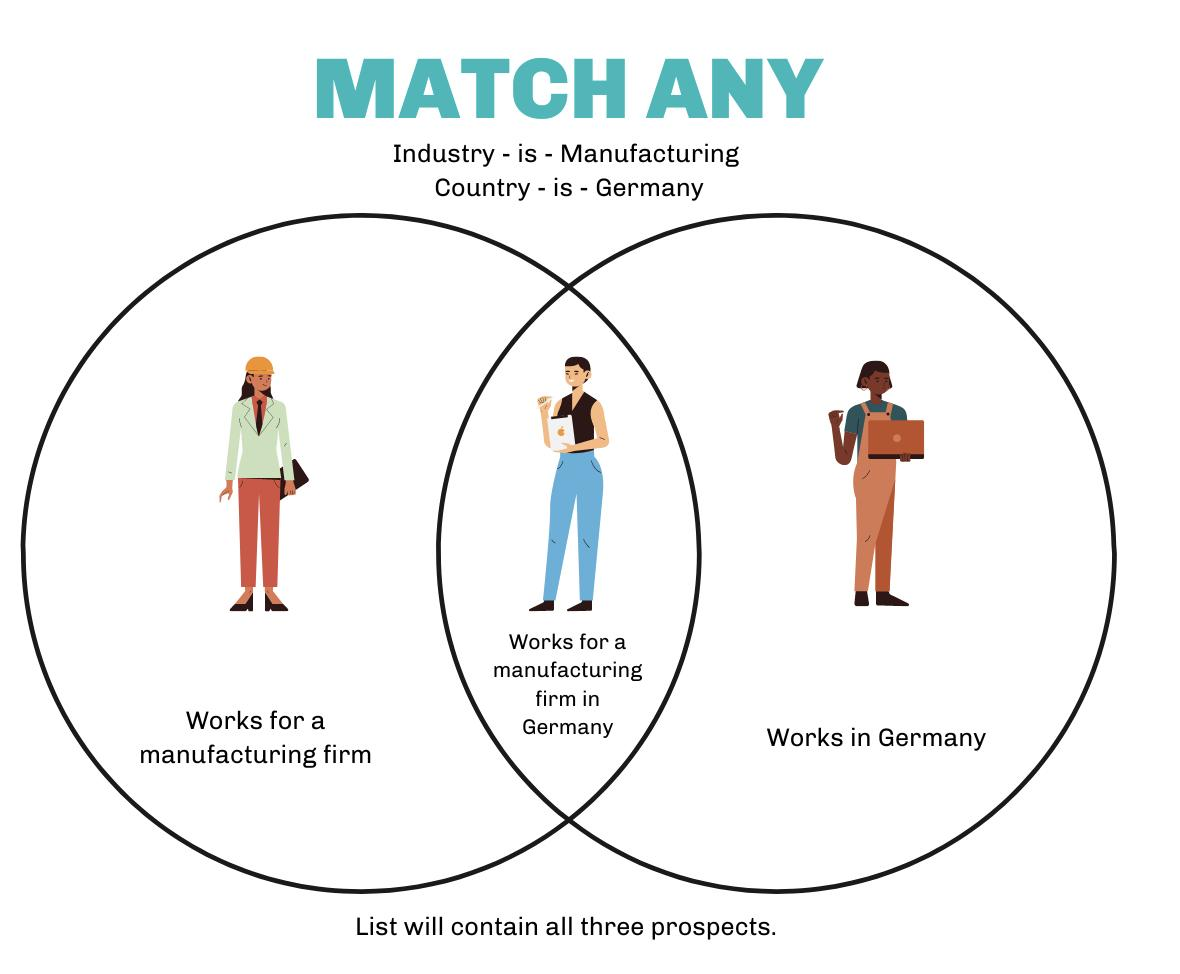 MATCH ANY
Industry - is - Manufacturing
Country - is - Germany
Works for a
manufacturing firm
Works for a
manufacturing
firm in
Germany
Works in Germany
List will contain all three prospects.